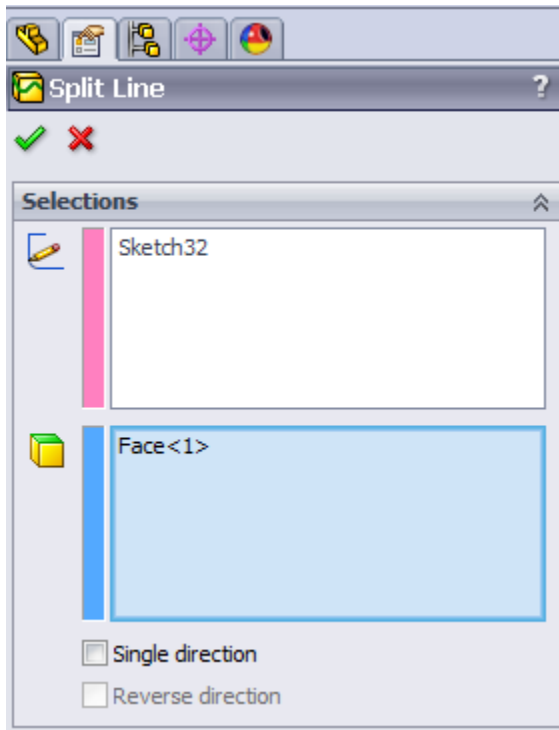 Split Line
?
Selections
Sketch32
Face<1>
Single direction
Reverse direction